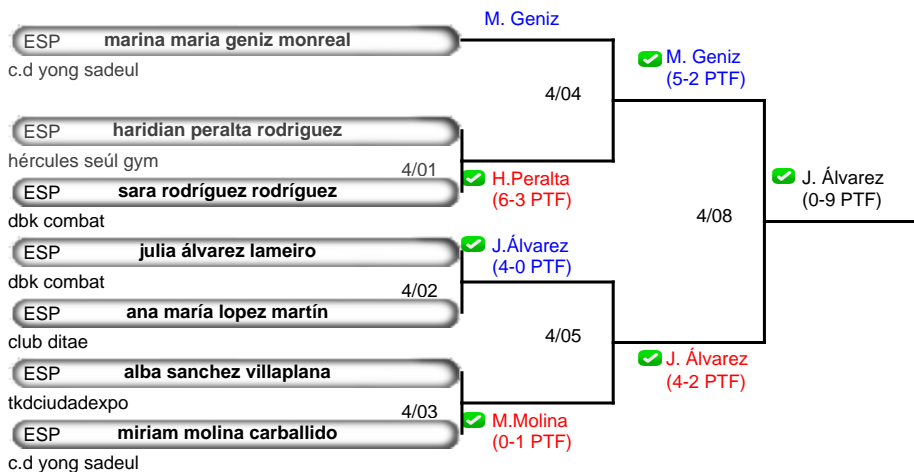 M. Geniz
ESP marina maria geniz monreal
c.d yong sadeul
M. Geniz
(5-2 PTF)
4/04
ESP haridian peralta rodriguez
hércules seúl gym
4/01
H.Peralta
(6-3 PTF)
ESP sara rodríguez rodríguez
dbk combat
J. Álvarez
(0-9 PTF)
4/08
ESP julia álvarez lameiro
dbk combat
J.Álvarez
(4-0 PTF)
4/02
ESP ana maría lopez martín
club ditae
4/05
ESP alba sanchez villaplana
tkdciudadexpo
J. Álvarez
(4-2 PTF)
4/03
M.Molina
(0-1 PTF)
ESP miriam molina carballido
c.d yong sadeul